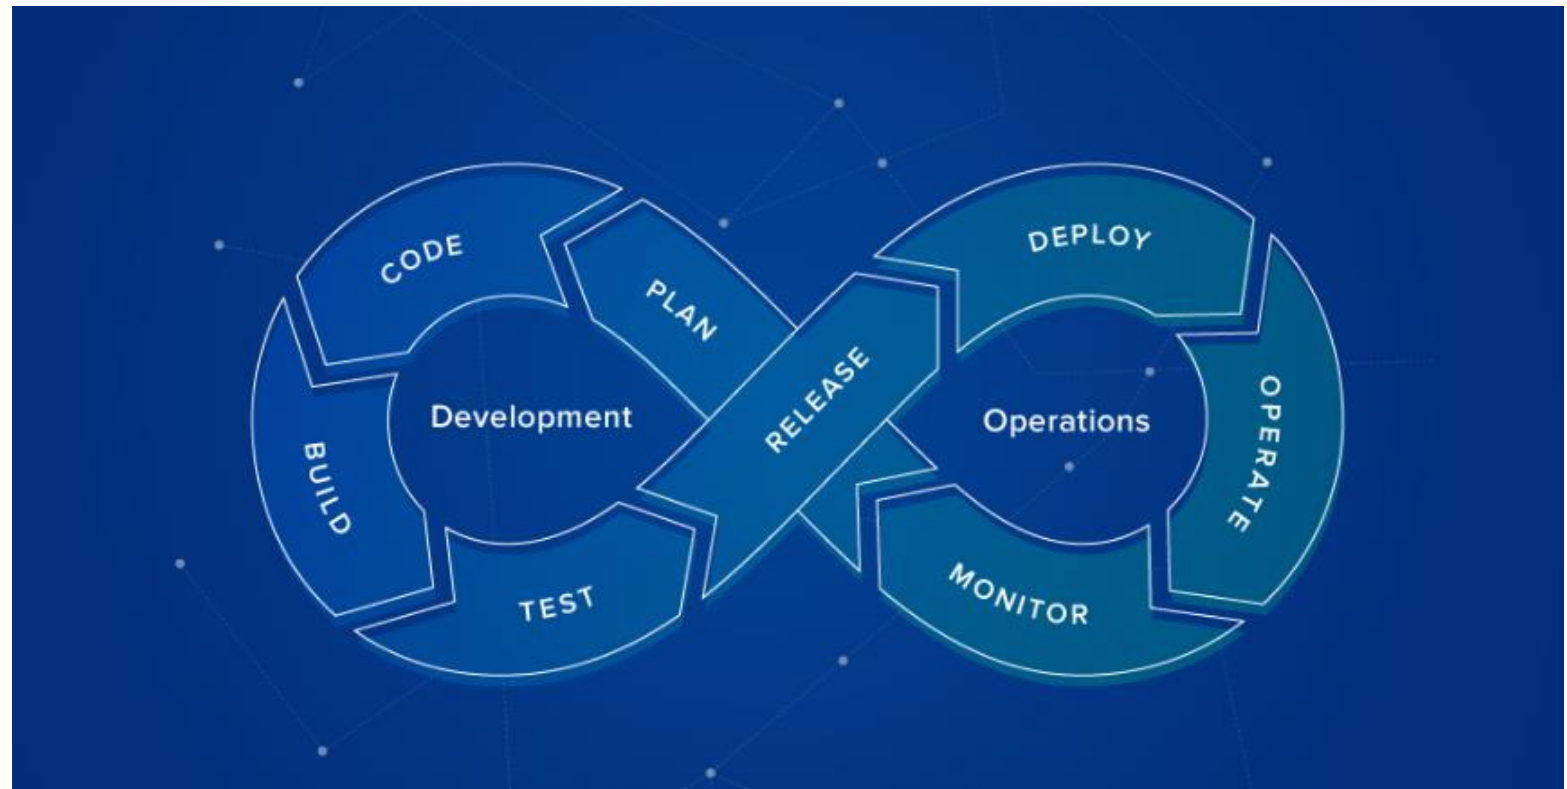 CODE
PLAN
DEPLOY
RELEASE
Development
Operations
OPERATE
BUILD
TEST
MONITOR